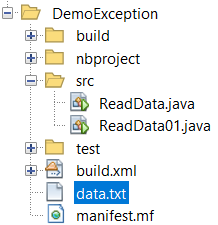 DemoException
build
nbproject
src
ReadData.java
ReadData01.java
test
build.xml
data.txt
manifest.mf